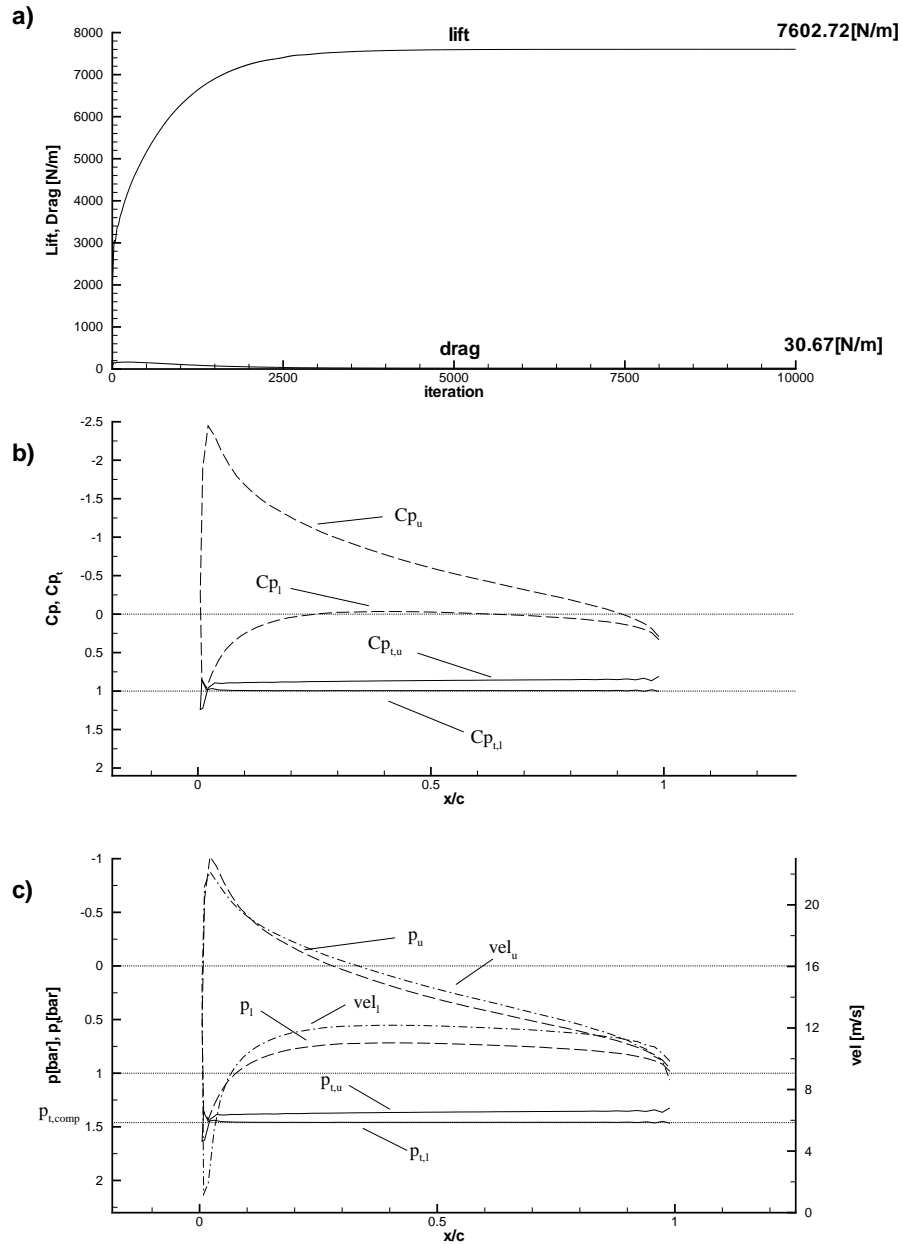 a)
lift
7602.72[N/m]
8000
7000
6000
5000
4000
3000
2000
1000
0
Lift, Drag [N/m]
drag
30.67[N/m]
0
2500
5000
7500
10000
iteration
b)
-2.5
-2
-1.5
-1
-0.5
0
0.5
1
1.5
2
Cp, Cpt
Cpu
Cpl
Cpt,u
Cpt,l
0
0.5
1
x/c
c)
-1
-0.5
0
0.5
1
1.5
2
p[bar], pt[bar]
pt,comp
pu
velu
pl
vell
pt,u
pt,l
20
16
12
8
4
0
vel [m/s]
0
0.5
1
x/c